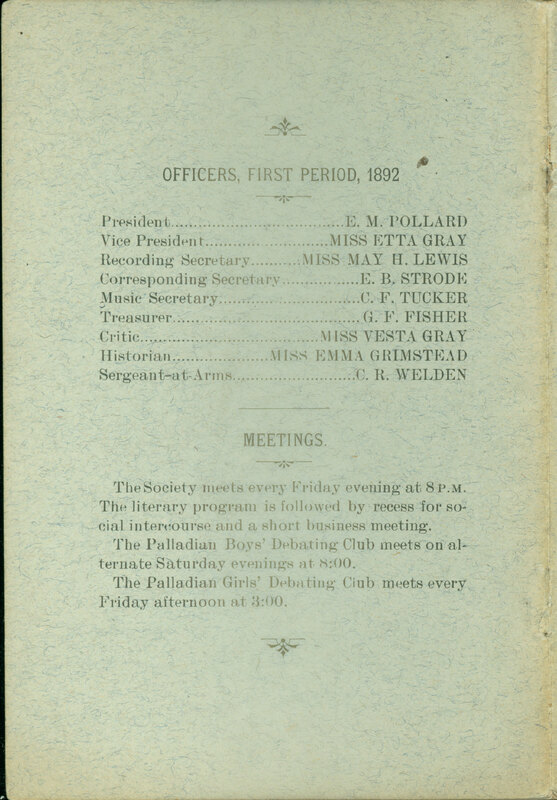 OFFICERS, FIRST PERIOD, 1892
President................................E. M. POLLARD
Vice President.......................MISS ETTA GRAY
Recording Secretary.........MISS MAY H. LEWIS
Corresponding Secretary..............E. B. STRODE
Music Secretary..........................C. F. TUCKER
Treasurer...................................G. F. FISHER
Critic.................................MISS VESTA GRAY
Historian.................MISS EMMA GRIMSTEAD
Sergeant-at-Arms.......................C. R. WELDEN
MEETINGS.
The Society meets every Friday evening at 8 P.M.
The literary program is followed by recess for so-
cial intercourse and a short business meeting.
The Palladian Boys' Debating Club meets on al-
ternate Saturday evenings at 8:00.
The Palladian Girls' Debating Club meets every
Friday afternoon at 3:00.